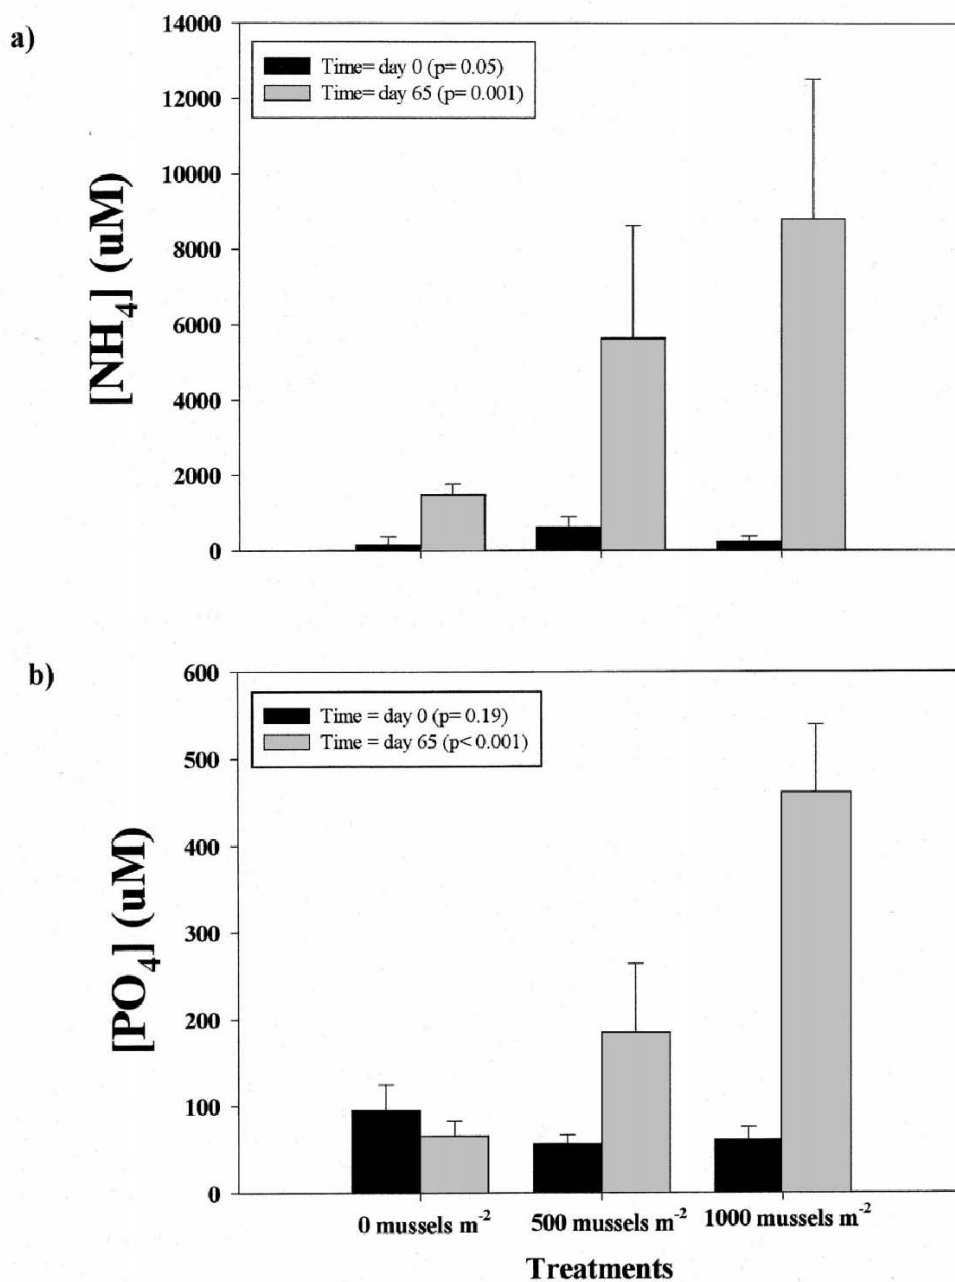 a)
14000
12000
10000
8000
6000
4000
2000
0
[NH4] (uM)
Time= day 0 (p= 0.05)
Time= day 65 (p= 0.001)
b)
600
500
400
300
200
100
0
[PO4] (uM)
Time = day 0 (p= 0.19)
Time = day 65 (p< 0.001)
0 mussels m-2
500 mussels m-2
1000 mussels m-2
Treatments